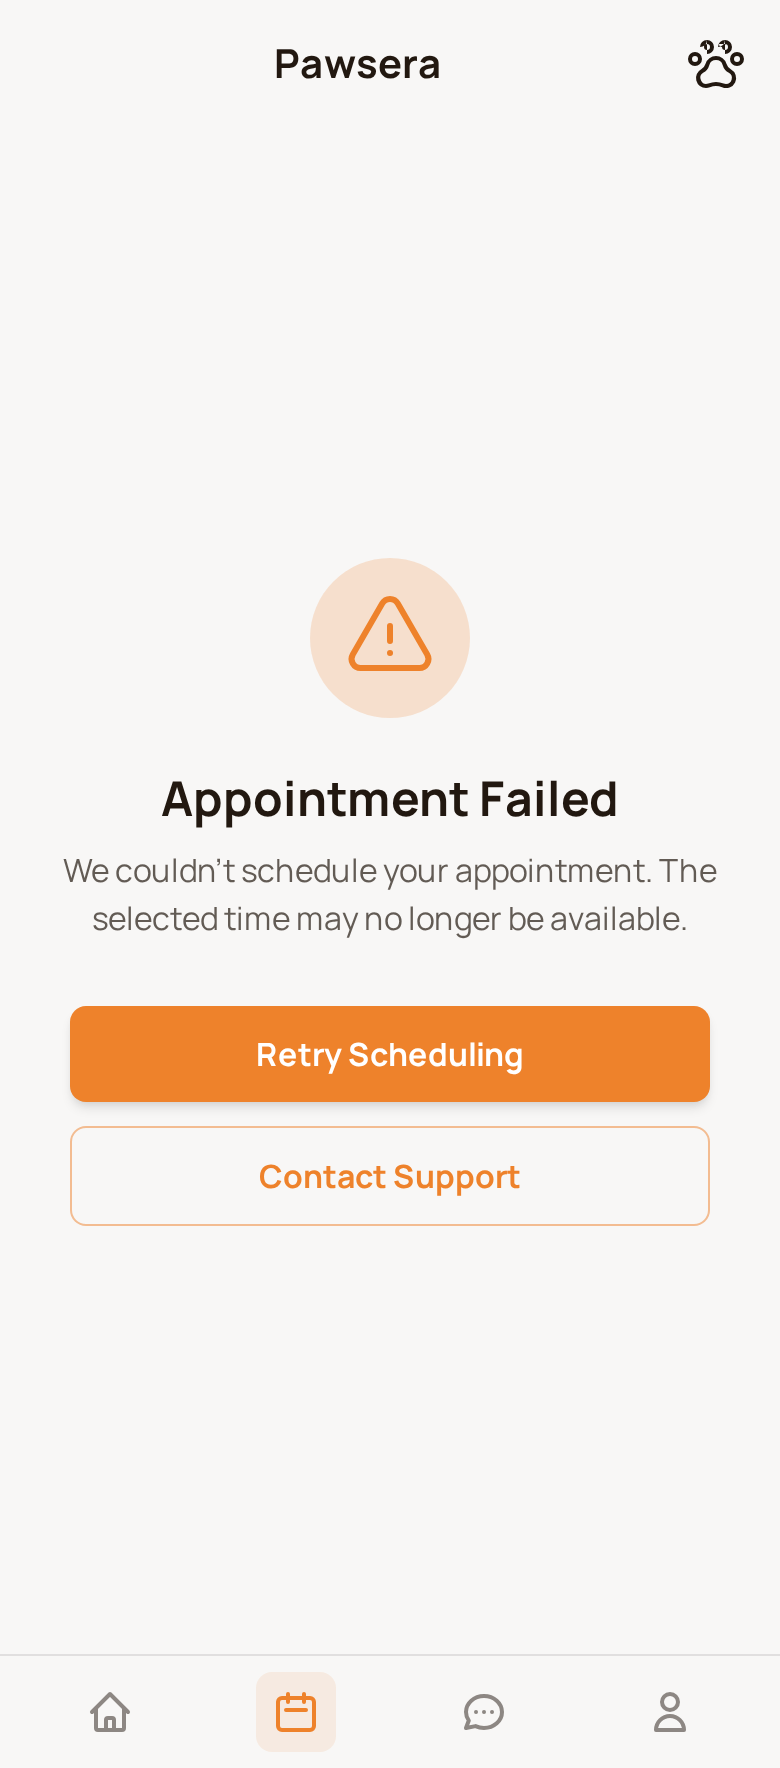 Pawsera
Appointment Failed
We couldn’t schedule your appointment. The
selected time may no longer be available.
Retry Scheduling
Contact Support